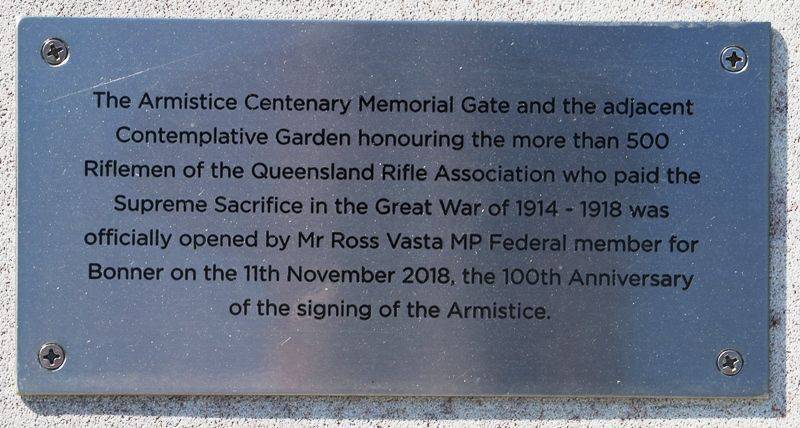 The Armistice Centenary Memorial Gate and the adjacent
Contemplative Garden honouring the more than 500
Riflemen of the Queensland Rifle Association who paid the
Supreme Sacrifice in the Great War of 1914 - 1918 was
officially opened by Mr Ross Vasta MP Federal member for
Bonner on the 11th November 2018, the 100th Anniversary
of the signing of the Armistice.